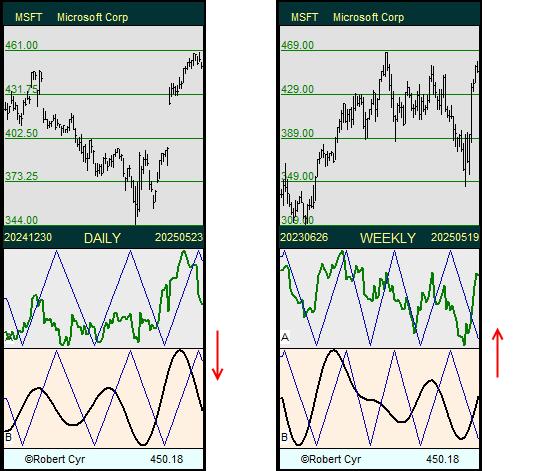 MSFT Microsoft Corp
461.00
431.75
402.50
373.25
344.00
20241230 DAILY 20250523
A
B
©Robert Cyr 450.18
MSFT Microsoft Corp
469.00
429.00
389.00
349.00
309.00
20230626 WEEKLY 20250519
A
B
©Robert Cyr 450.18